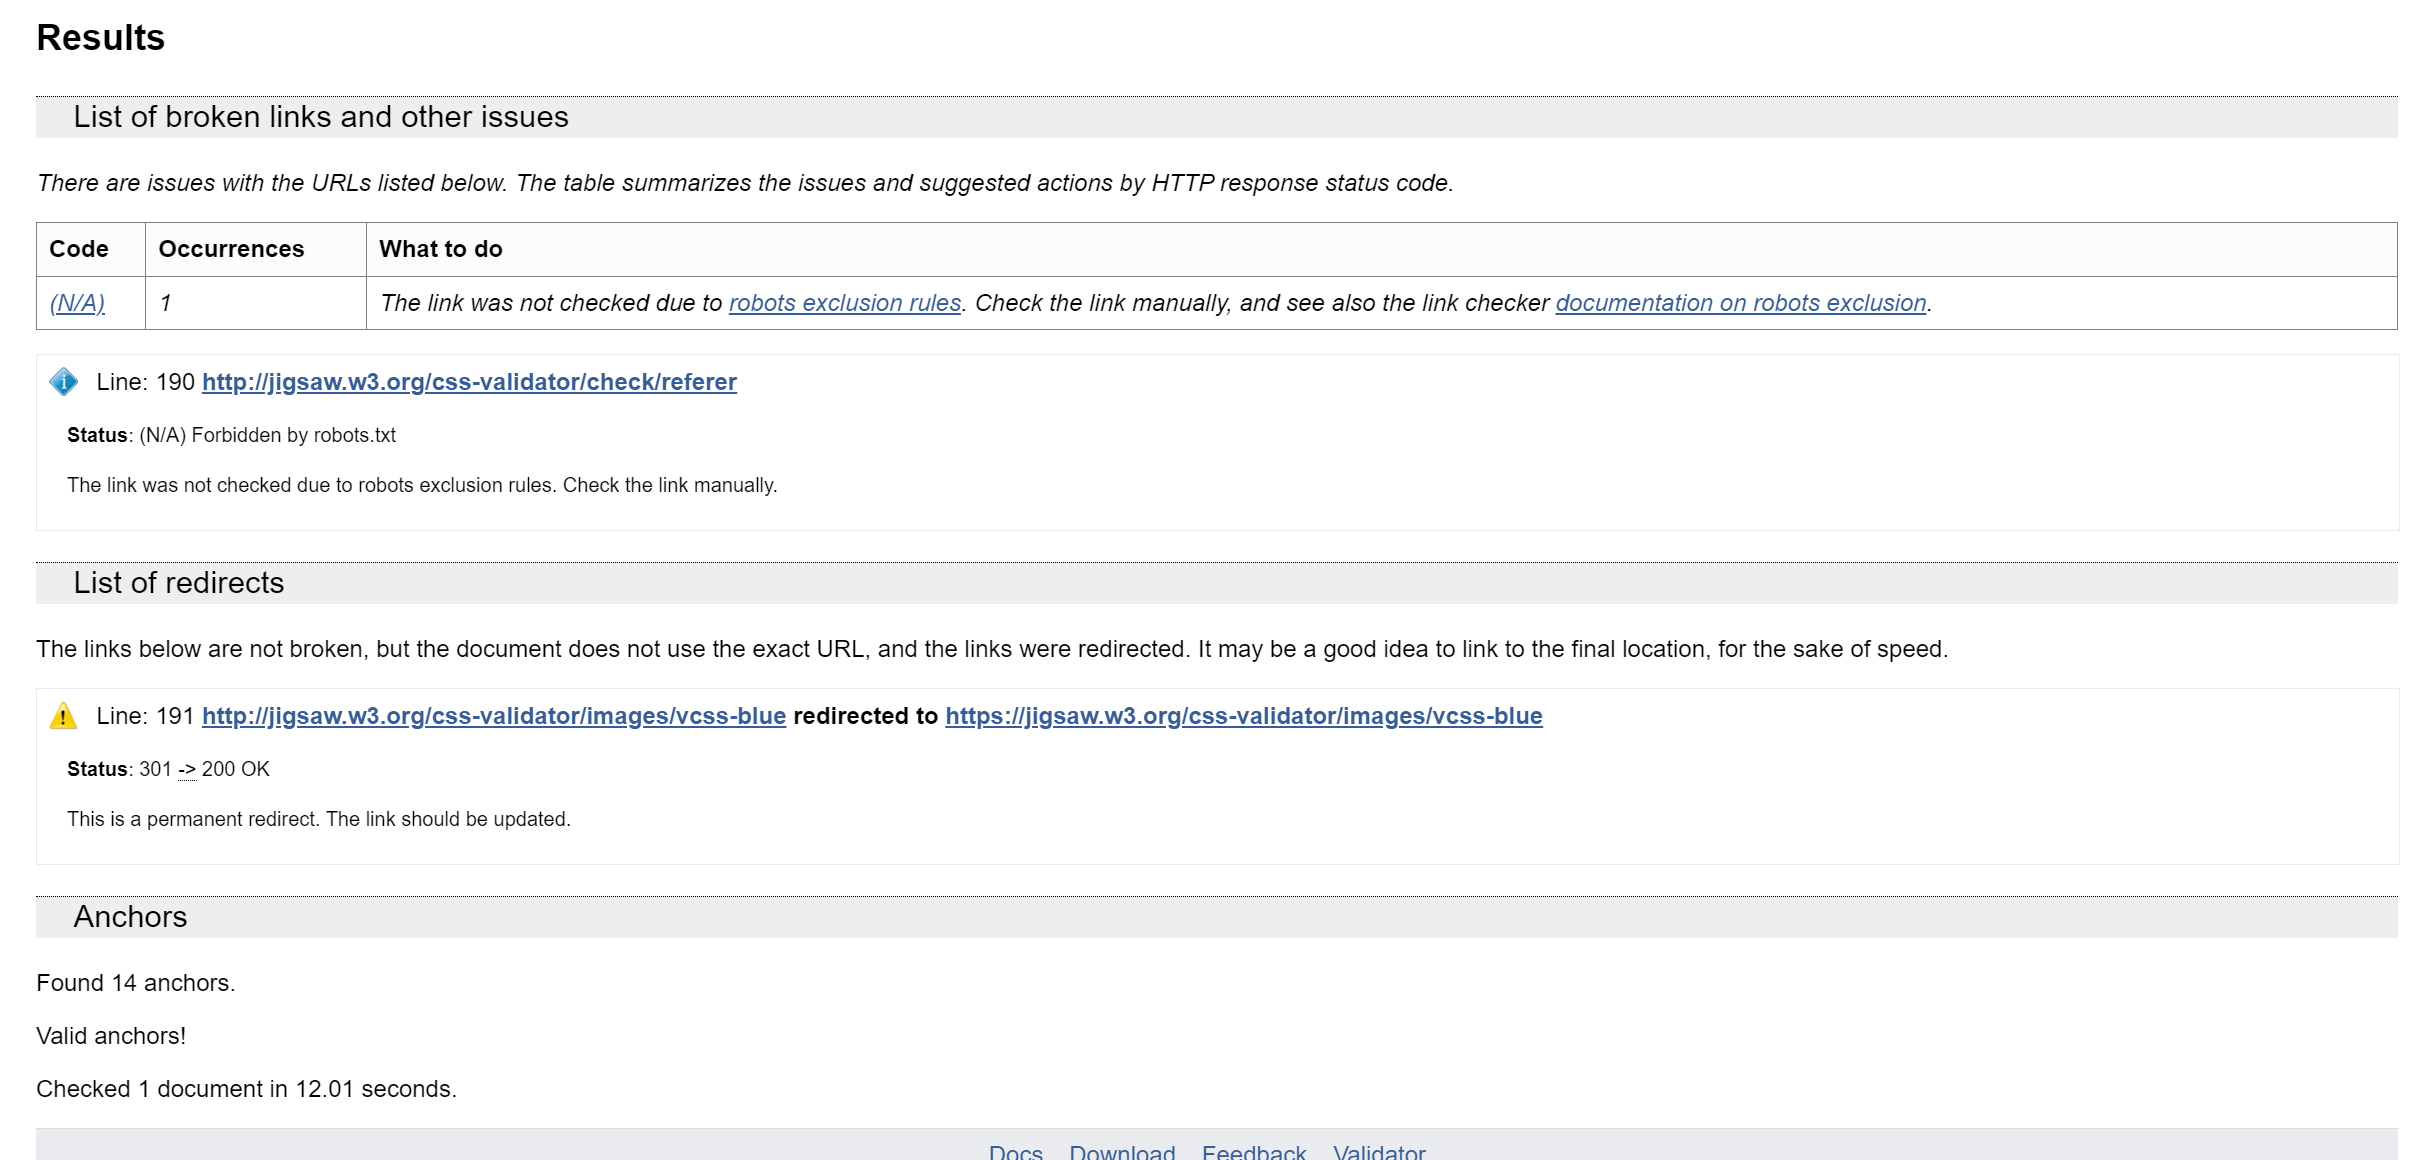 Results
List of broken links and other issues
There are issues with the URLs listed below. The table summarizes the issues and suggested actions by HTTP response status code.
Code Occurrences What to do
(N/A) 1 The link was not checked due to robots exclusion rules. Check the link manually, and see also the link checker documentation on robots exclusion.
Line: 190 http://jigsaw.w3.org/css-validator/check/referer
Status: (N/A) Forbidden by robots.txt
The link was not checked due to robots exclusion rules. Check the link manually.
List of redirects
The links below are not broken, but the document does not use the exact URL, and the links were redirected. It may be a good idea to link to the final location, for the sake of speed.
Line: 191 http://jigsaw.w3.org/css-validator/images/vcss-blue redirected to https://jigsaw.w3.org/css-validator/images/vcss-blue
Status: 301 -> 200 OK
This is a permanent redirect. The link should be updated.
Anchors
Found 14 anchors.
Valid anchors!
Checked 1 document in 12.01 seconds.
Docs Download Feedback Validator